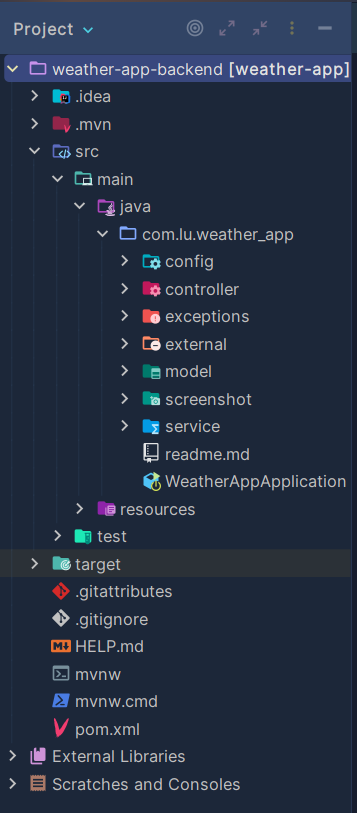 Project
weather-app-backend [weather-app]
.idea
.mvn
src
main
java
com.lu.weather_app
config
controller
exceptions
external
model
screenshot
service
readme.md
WeatherAppApplication
resources
test
target
.gitattributes
.gitignore
HELP.md
mvnw
mvnw.cmd
pom.xml
External Libraries
Scratches and Consoles